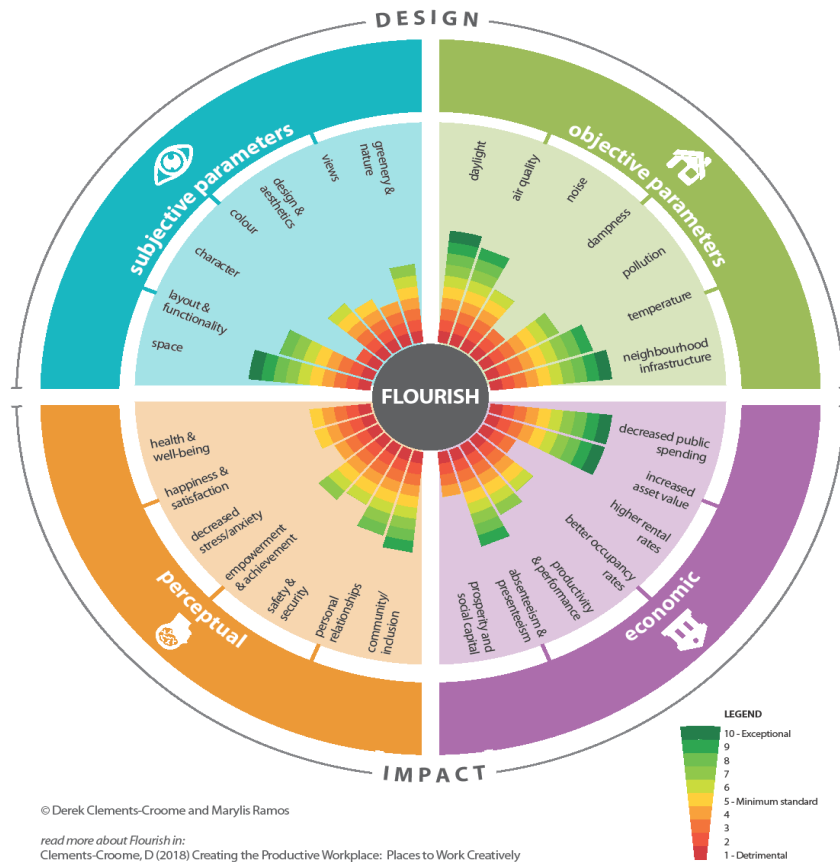 DESIGN
subjective parameters
objective parameters
greenery &
nature
views
design &
aesthetics
colour
character
layout &
functionality
space
daylight
air quality
noise
dampness
pollution
temperature
neighbourhood
infrastructure
FLOURISH
health &
well-being
happiness &
satisfaction
decreased
stress/anxiety
empowerment
& achievement
safety &
security
personal
relationships
community/
inclusion
decreased public
spending
increased
asset value
higher rental
rates
better occupancy
rates
productivity
& performance
absenteeism &
presenteeism
prosperity and
social capital
perceptual
economic
IMPACT
LEGEND
10 - Exceptional
9
8
7
6
5 - Minimum standard
4
3
2
1 - Detrimental
© Derek Clements-Croome and Marylis Ramos
read more about Flourish in:
Clements-Croome, D (2018) Creating the Productive Workplace: Places to Work Creatively